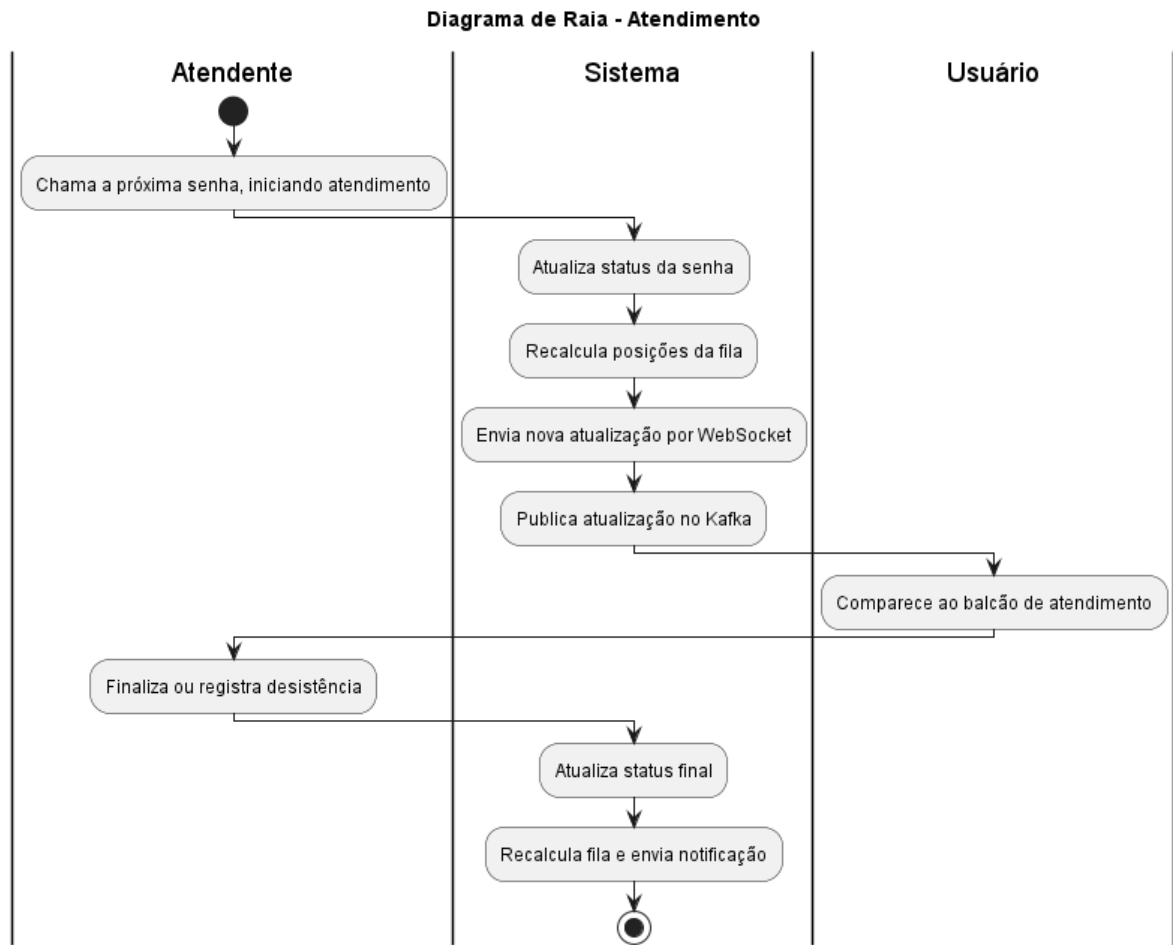 Diagrama de Raia - Atendimento
Atendente
Sistema
Usuário
Chama a próxima senha, iniciando atendimento
Atualiza status da senha
Recalcula posições da fila
Envia nova atualização por WebSocket
Publica atualização no Kafka
Comparece ao balcão de atendimento
Finaliza ou registra desistência
Atualiza status final
Recalcula fila e envia notificação